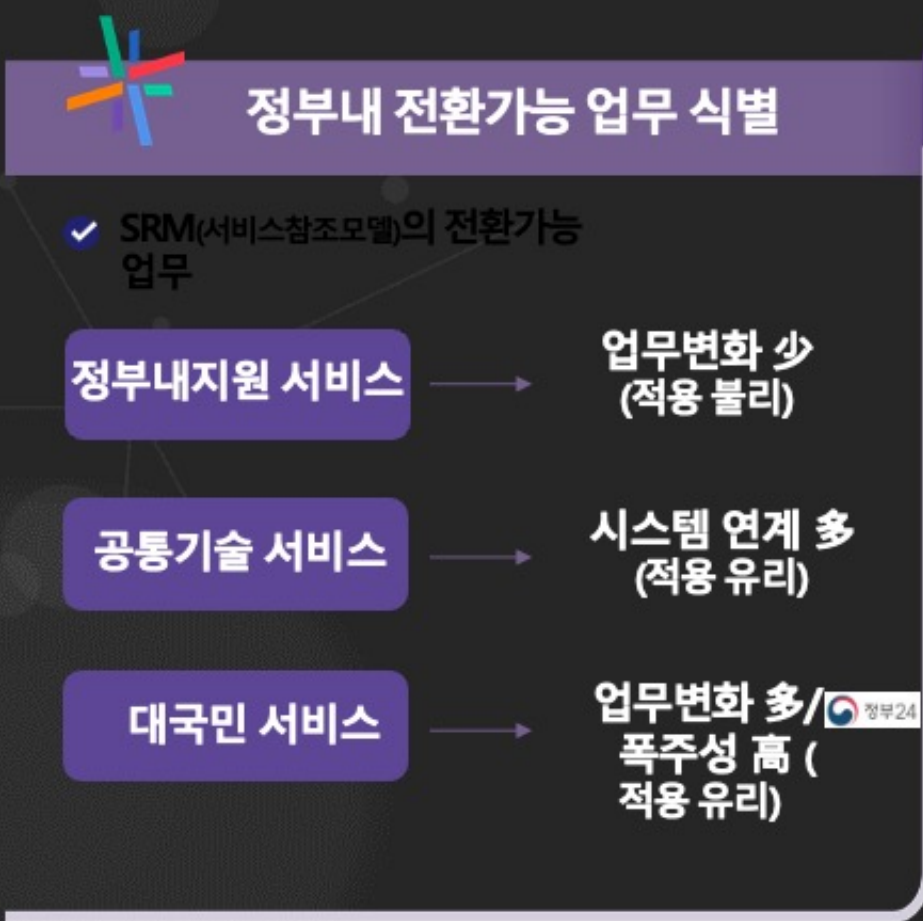 정부내 전환가능 업무 식별
SRM(서비스참조모델)의 전환가능
업무
정부내지원 서비스
업무변화 少
(적용 불리)
공통기술 서비스
시스템 연계 多
(적용 유리)
대국민 서비스
업무변화 多/
정부24
폭주성 高 (
적용 유리)